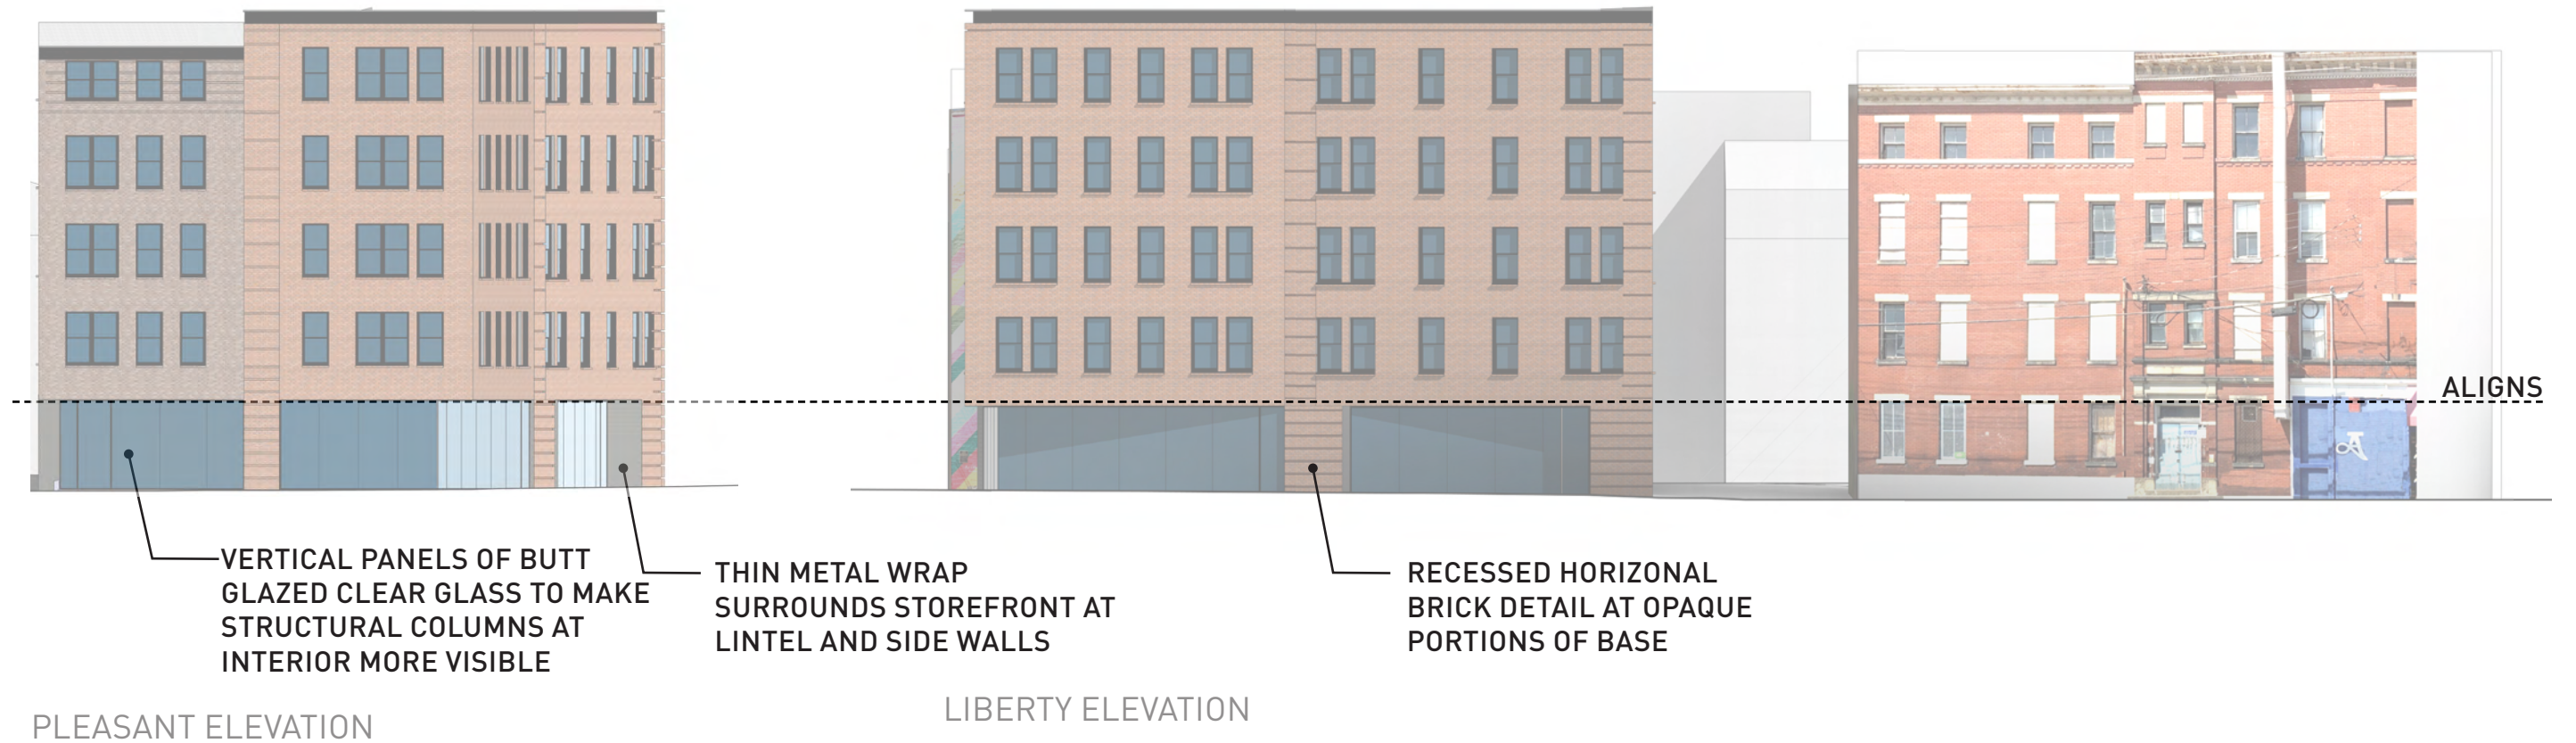 ALIGNS
VERTICAL PANELS OF BUTT
GLAZED CLEAR GLASS TO MAKE
STRUCTURAL COLUMNS AT
INTERIOR MORE VISIBLE
THIN METAL WRAP
SURROUNDS STOREFRONT AT
LINTEL AND SIDE WALLS
RECESSED HORIZONAL
BRICK DETAIL AT OPAQUE
PORTIONS OF BASE
PLEASANT ELEVATION
LIBERTY ELEVATION